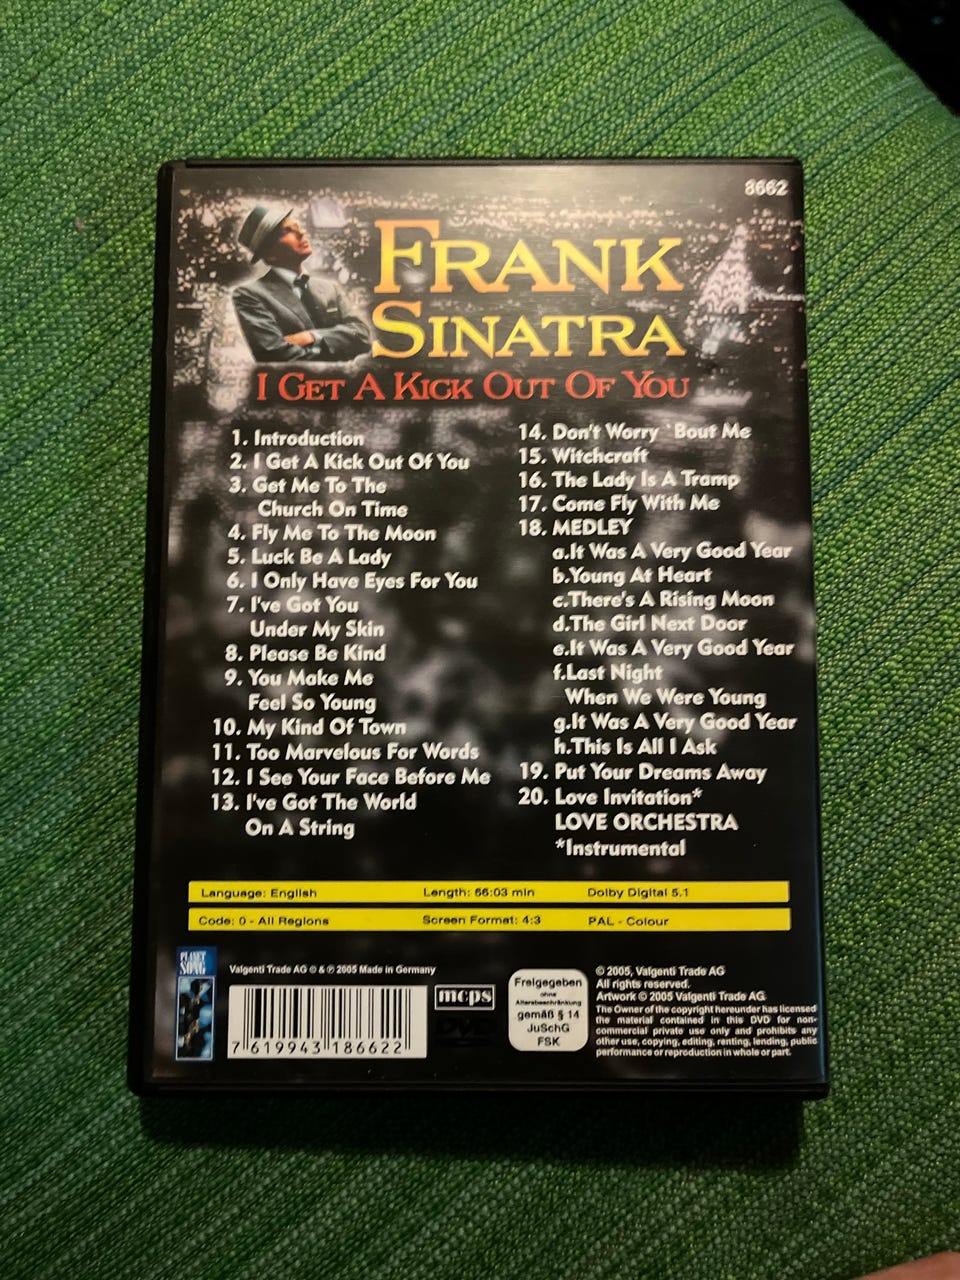 8662
FRANK
SINATRA
I GET A KICK OUT OF YOU
1. Introduction
2. I Get A Kick Out Of You
3. Get Me To The
Church On Time
4. Fly Me To The Moon
5. Luck Be A Lady
6. I Only Have Eyes For You
7. I've Got You
Under My Skin
8. Please Be Kind
9. You Make Me
Feel So Young
10. My Kind Of Town
11. Too Marvelous For Words
12. I See Your Face Before Me
13. I've Got The World
On A String
14. Don't Worry `Bout Me
15. Witchcraft
16. The Lady Is A Tramp
17. Come Fly With Me
18. MEDLEY
a.It Was A Very Good Year
b.Young At Heart
c.There's A Rising Moon
d.The Girl Next Door
e.It Was A Very Good Year
f.Last Night
When We Were Young
g.It Was A Very Good Year
h.This Is All I Ask
19. Put Your Dreams Away
20. Love Invitation*
LOVE ORCHESTRA
*Instrumental
Language: English Length: 66:03 min Dolby Digital 5.1
Code: 0 - All Regions Screen Format: 4:3 PAL - Colour
PLANET
SONG
Valgenti Trade AG © & ℗ 2005 Made in Germany
7 619943 186622
mcps
DVD
Freigegeben
ohne
Altersbeschränkung
gemäß § 14
JuSchG
FSK
© 2005, Valgenti Trade AG
All rights reserved.
Artwork © 2005 Valgenti Trade AG
The Owner of the copyright hereunder has licensed
the material contained in this DVD for non-
commercial private use only and prohibits any
other use, copying, editing, renting, lending, public
performance or reproduction in whole or part.